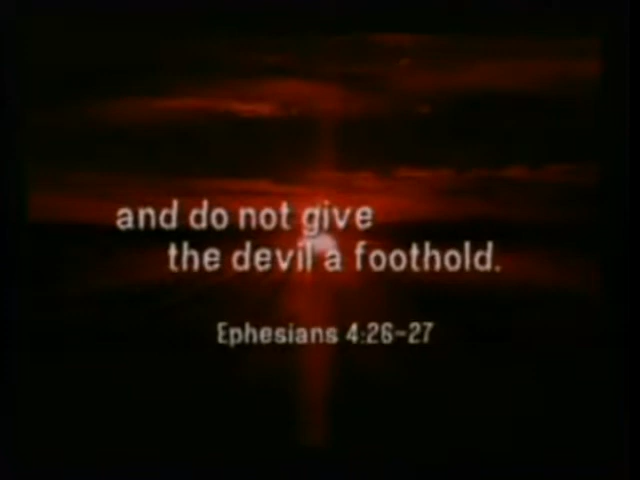 and do not give
the devil a foothold.
Ephesians 4:26-27